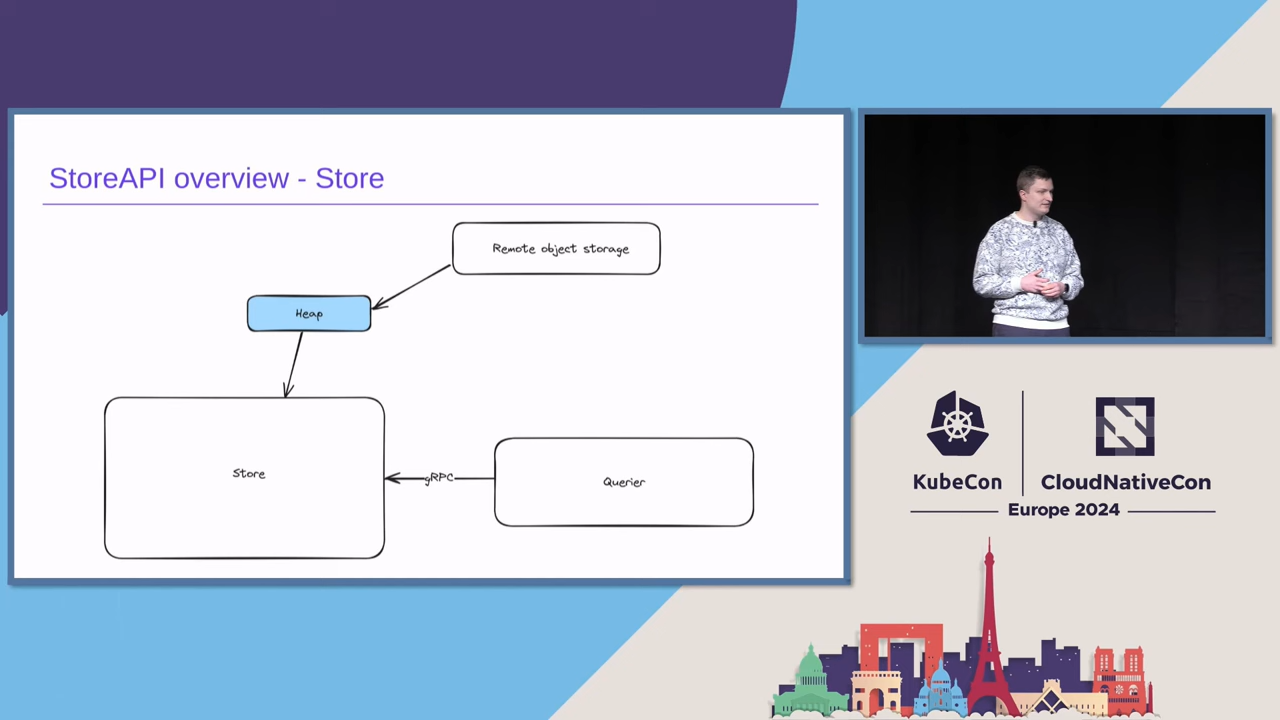 StoreAPI overview - Store
Remote object storage
Heap
Store
gRPC
Querier
KubeCon
CloudNativeCon
Europe 2024